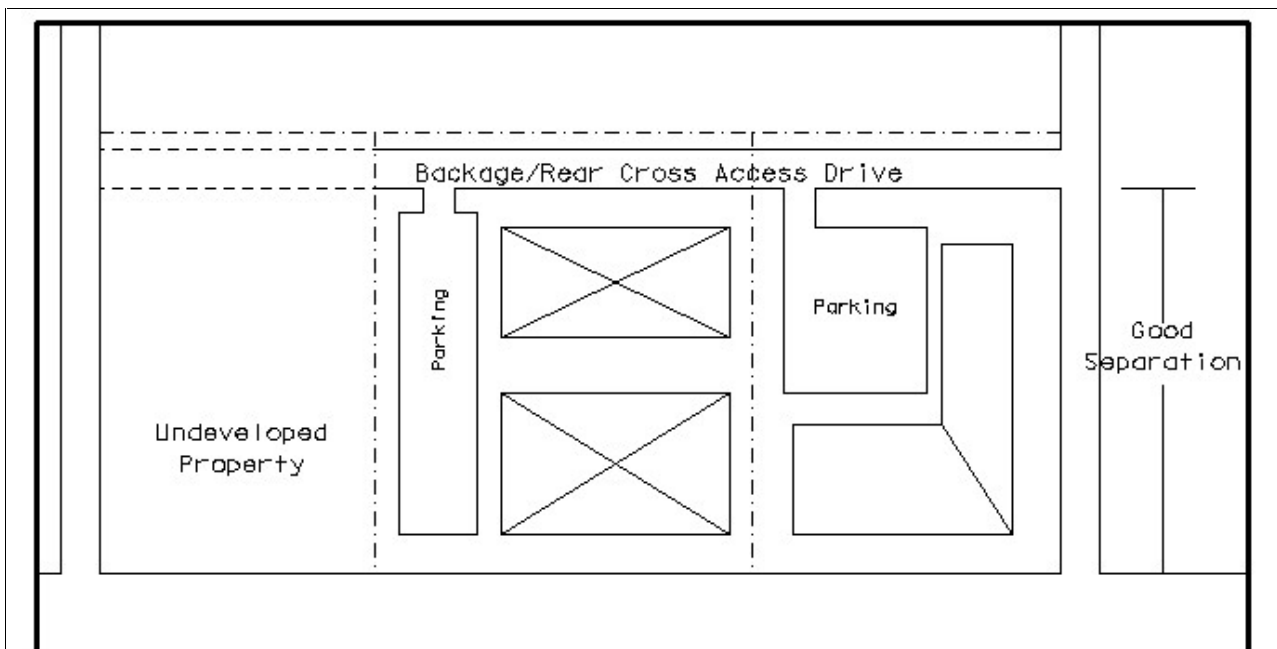 Backage/Rear Cross Access Drive
Parking
Parking
Good
Separation
Undeveloped
Property